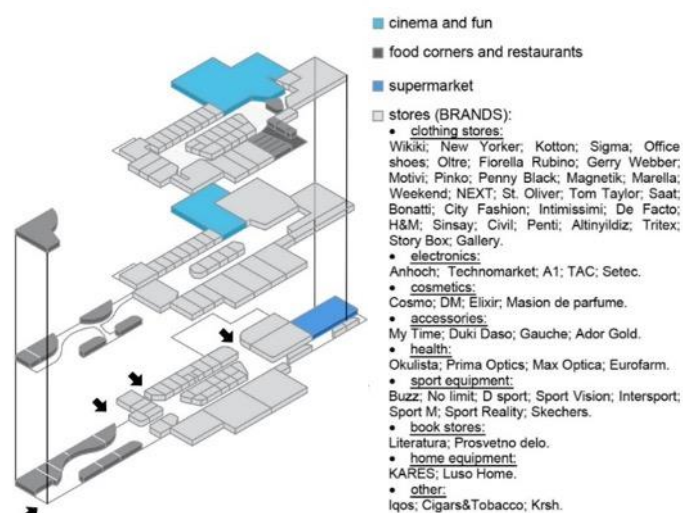 cinema and fun
food corners and restaurants
supermarket
stores (BRANDS):
• clothing stores:
Wikiki; New Yorker; Kotton; Sigma; Office
shoes; Oltre; Fiorella Rubino; Gerry Webber;
Motivi; Pinko; Penny Black; Magnetik; Marella;
Weekend; NEXT; St. Oliver; Tom Taylor; Saat;
Bonatti; City Fashion; Intimissimi; De Facto;
H&M; Sinsay; Civil; Penti; Altinyildiz; Tritex;
Story Box; Gallery.
• electronics:
Anhoch; Technomarket; A1; TAC; Setec.
• cosmetics:
Cosmo; DM; Elixir; Masion de parfume.
• accessories:
My Time; Duki Daso; Gauche; Ador Gold.
• health:
Okulista; Prima Optics; Max Optica; Eurofarm.
• sport equipment:
Buzz; No limit; D sport; Sport Vision; Intersport;
Sport M; Sport Reality; Skechers.
• book stores:
Literatura; Prosvetno delo.
• home equipment:
KARES; Luso Home.
• other:
Iqos; Cigars&Tobacco; Krsh.